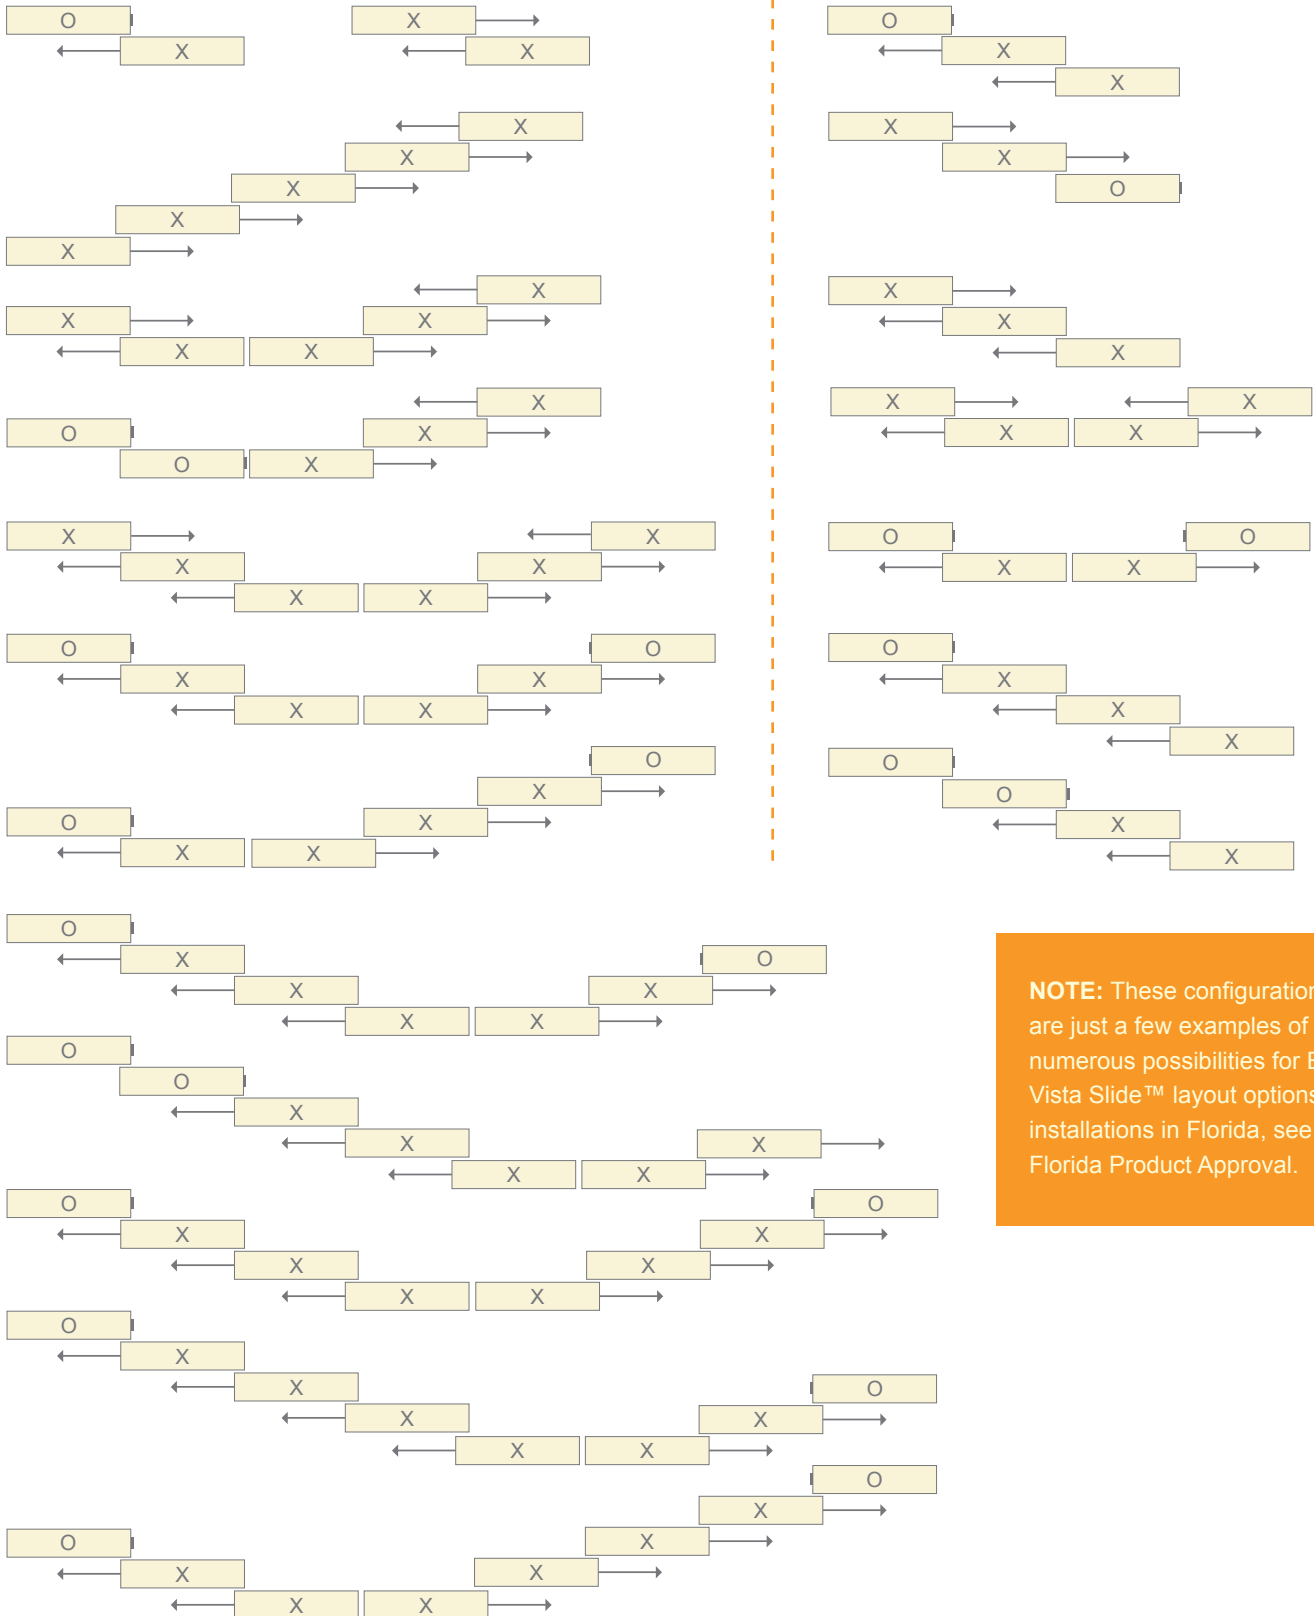 O X
X X
X
X
X
X
X
X
X X
X X
X
O X
O X
X X
X X
X X
O O
X X
X X
O
X
O X
X X
O
X
X
X
X
O
X
X
X
X X
X X
O O
X X
O
X
X
X
O
O
X
X
O
X O
X X
X X
O
O
X
X X
X X
O O
X X
X X
X X
O
X
X O
X X
X X
O
X
O X
X X
X X
NOTE: These configuration
are just a few examples of
numerous possibilities for
Vista Slide™ layout options
installations in Florida, see
Florida Product Approval.